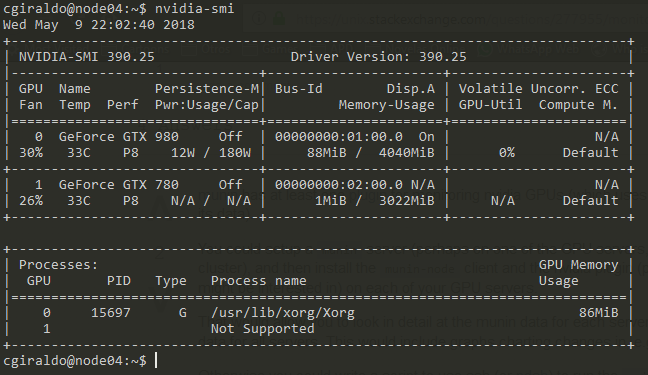 cgiraldo@node04:~$ nvidia-smi
Wed May  9 22:02:40 2018
+-----------------------------------------------------------------------------+
| NVIDIA-SMI 390.25                 Driver Version: 390.25                    |
|-------------------------------+----------------------+----------------------+
| GPU  Name        Persistence-M| Bus-Id        Disp.A | Volatile Uncorr. ECC |
| Fan  Temp  Perf  Pwr:Usage/Cap|         Memory-Usage | GPU-Util  Compute M. |
|===============================+======================+======================|
|   0  GeForce GTX 980     Off  | 00000000:01:00.0  On |                  N/A |
| 30%   33C    P8    12W / 180W |     88MiB /  4040MiB |      0%      Default |
+-------------------------------+----------------------+----------------------+
|   1  GeForce GTX 780     Off  | 00000000:02:00.0 N/A |                  N/A |
| 26%   33C    P8    N/A /  N/A |      1MiB /  3022MiB |     N/A      Default |
+-------------------------------+----------------------+----------------------+

+-----------------------------------------------------------------------------+
| Processes:                                                       GPU Memory |
|  GPU       PID   Type   Process name                             Usage      |
|=============================================================================|
|    0     15697      G   /usr/lib/xorg/Xorg                            86MiB |
|    1                    Not Supported                                       |
+-----------------------------------------------------------------------------+
cgiraldo@node04:~$